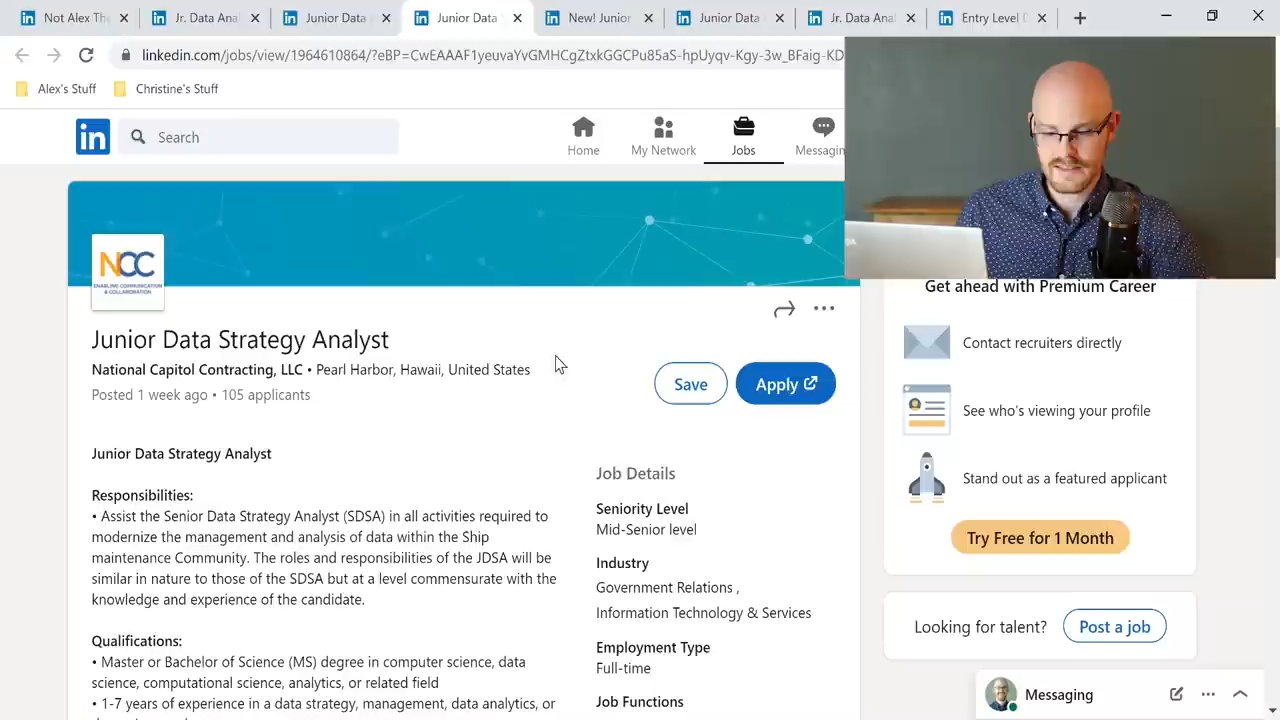 Not Alex The
Jr. Data Anal
Junior Data
Junior Data
New! Junior
Junior Data
Jr. Data Anal
Entry Level D
linkedin.com/jobs/view/1964610864/?eBP=CwEAAAF1yeuvaYvGMHCgZtxkGGCPu85aS-hpUyqv-Kgy-3w_BFaig-KD
Alex's Stuff
Christine's Stuff
in
Search
Home
My Network
Jobs
Messagin
NCC
ENABLING COMMUNICATION
& COLLABORATION
Junior Data Strategy Analyst
National Capitol Contracting, LLC • Pearl Harbor, Hawaii, United States
Posted 1 week ago • 105 applicants
Save
Apply
Junior Data Strategy Analyst
Responsibilities:
• Assist the Senior Data Strategy Analyst (SDSA) in all activities required to
modernize the management and analysis of data within the Ship
maintenance Community. The roles and responsibilities of the JDSA will be
similar in nature to those of the SDSA but at a level commensurate with the
knowledge and experience of the candidate.
Qualifications:
• Master or Bachelor of Science (MS) degree in computer science, data
science, computational science, analytics, or related field
• 1-7 years of experience in a data strategy, management, data analytics, or
Job Details
Seniority Level
Mid-Senior level
Industry
Government Relations ,
Information Technology & Services
Employment Type
Full-time
Job Functions
Get ahead with Premium Career
Contact recruiters directly
See who's viewing your profile
Stand out as a featured applicant
Try Free for 1 Month
Looking for talent?
Post a job
Messaging